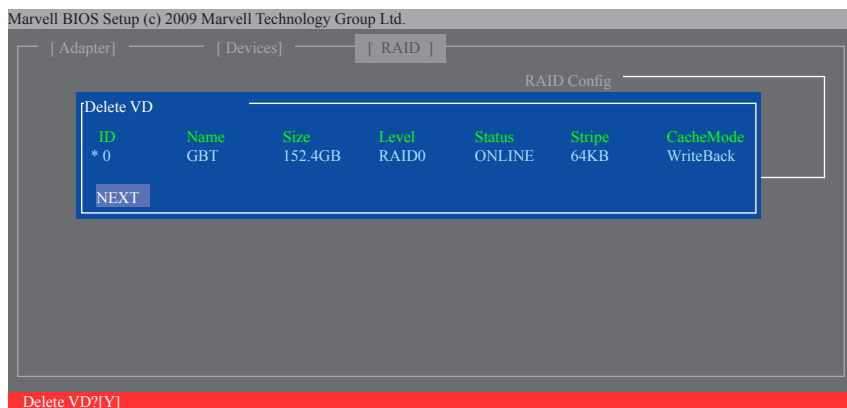 Marvell BIOS Setup (c) 2009 Marvell Technology Group Ltd.
[ Adapter] [ Devices] [ RAID ]
RAID Config
Delete VD
ID Name Size Level Status Stripe CacheMode
* 0 GBT 152.4GB RAID0 ONLINE 64KB WriteBack
NEXT
Delete VD?[Y]